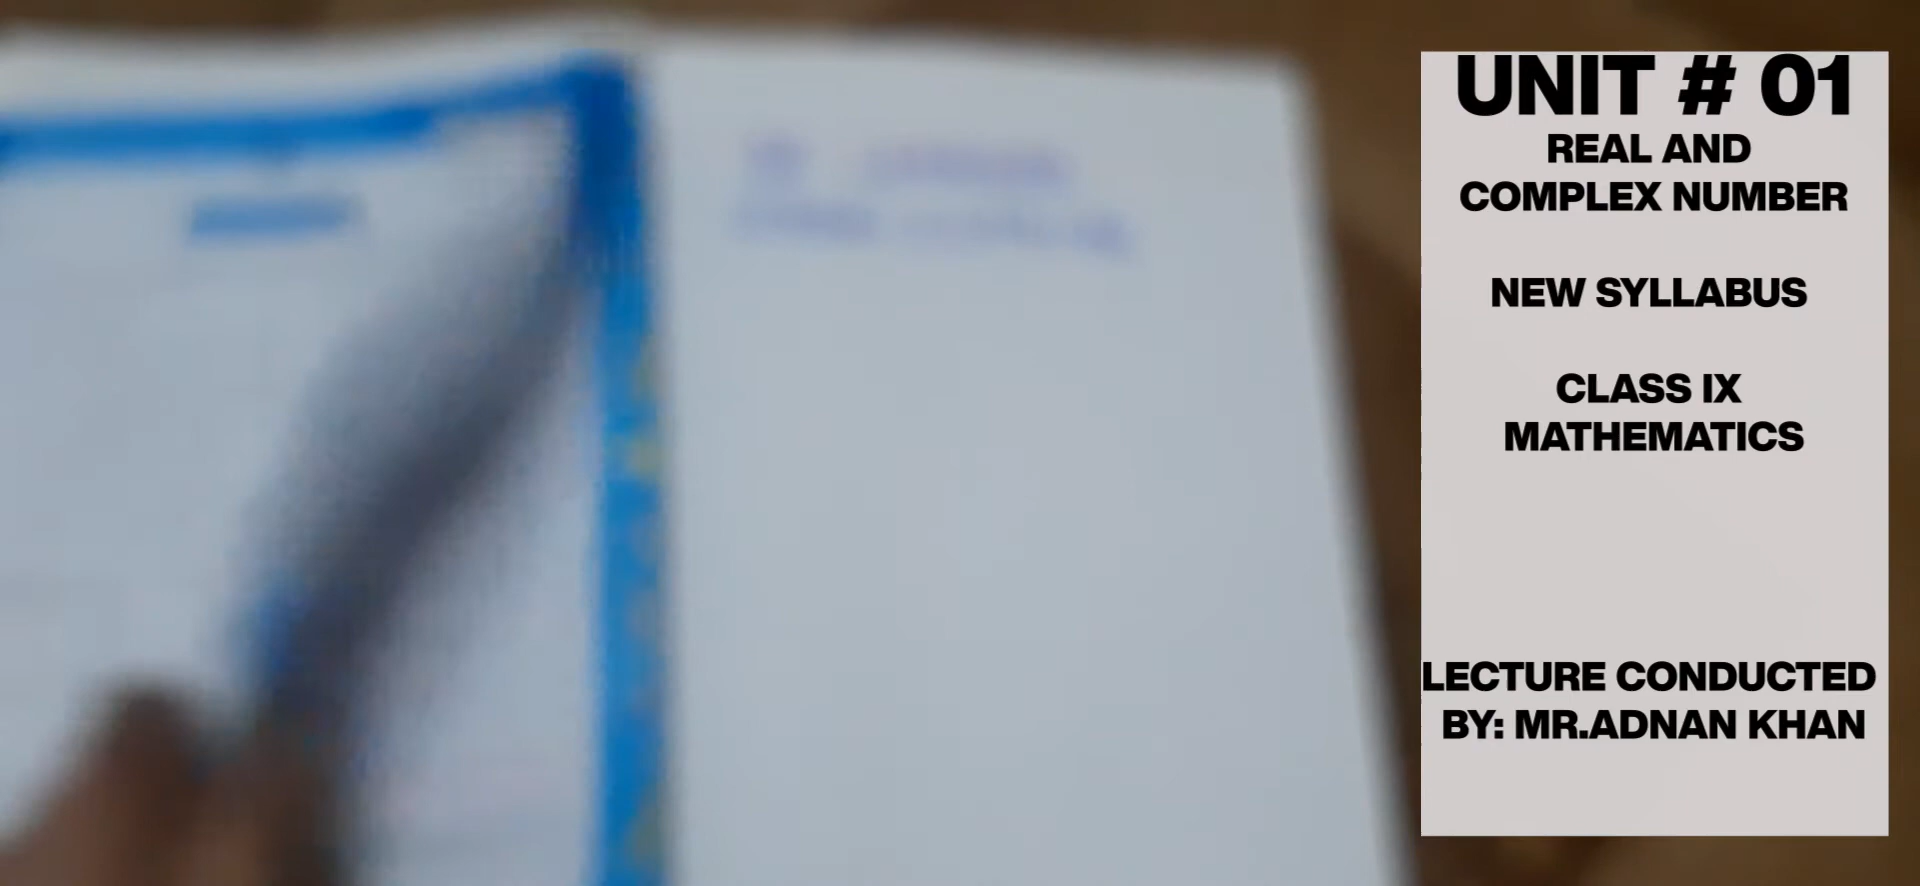 UNIT # 01
REAL AND
COMPLEX NUMBER
NEW SYLLABUS
CLASS IX
MATHEMATICS
LECTURE CONDUCTED
BY: MR.ADNAN KHAN